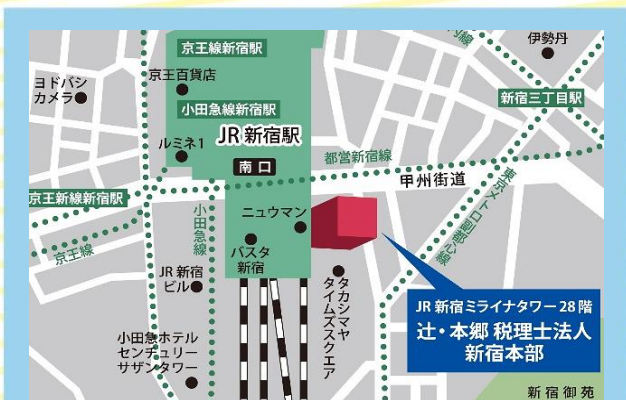 京王線新宿駅
伊勢丹
ヨドバシ
カメラ
京王百貨店
新宿三丁目駅
小田急線新宿駅
JR新宿駅
ルミネ1
南口
都営新宿線
甲州街道
京王新線新宿駅
東京メトロ副都心線
小田急線
ニュウマン
京王線
バスタ
新宿
JR新宿
ビル
タカシマヤ
タイムズスクエア
JR新宿ミライナタワー28階
辻・本郷 税理士法人
新宿本部
小田急ホテル
センチュリー
サザンタワー
新宿御苑